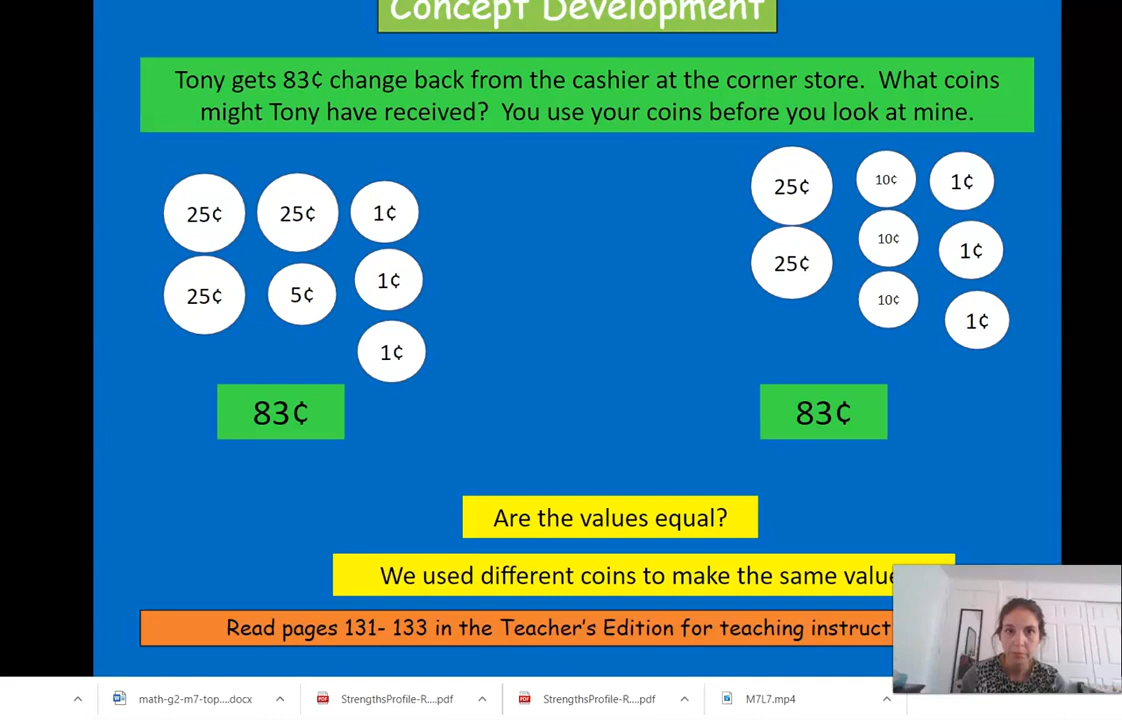 Concept Development
Tony gets 83¢ change back from the cashier at the corner store. What coins
might Tony have received? You use your coins before you look at mine.
25¢ 25¢ 1¢
25¢ 5¢ 1¢
1¢
25¢ 10¢ 1¢
25¢ 10¢ 1¢
10¢ 1¢
83¢ 83¢
Are the values equal?
We used different coins to make the same value
Read pages 131- 133 in the Teacher's Edition for teaching instruct
math-g2-m7-top....docx StrengthsProfile-R....pdf StrengthsProfile-R....pdf M7L7.mp4